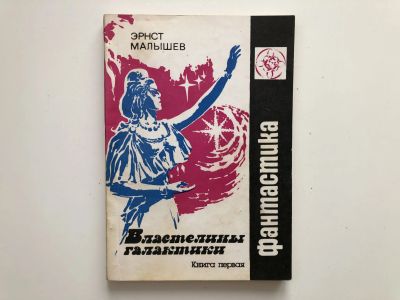 ЭРНСТ
МАЛЫШЕВ
Властелины
галактики
Книга первая
фантастика